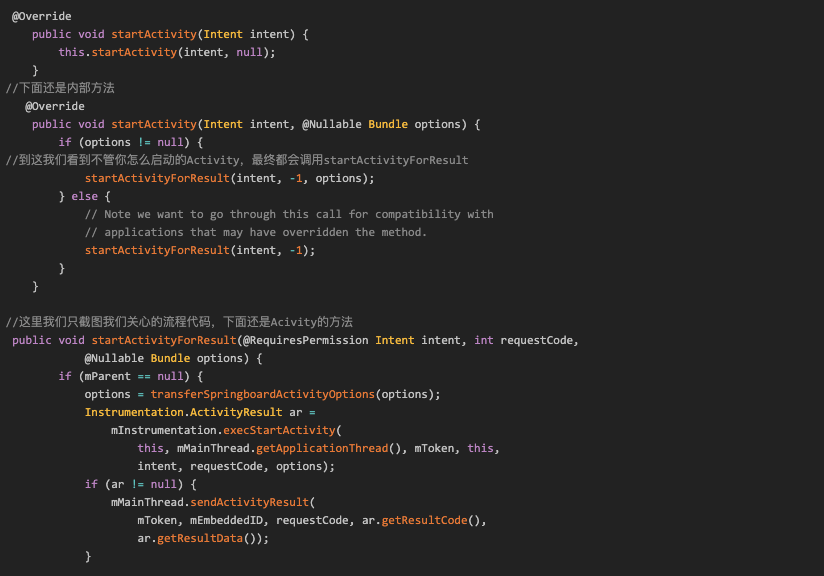 @Override
public void startActivity(Intent intent) {
this.startActivity(intent, null);
}
//下面还是内部方法
@Override
public void startActivity(Intent intent, @Nullable Bundle options) {
if (options != null) {
//到这我们看到不管你怎么启动的Activity，最终都会调用startActivityForResult
startActivityForResult(intent, -1, options);
} else {
// Note we want to go through this call for compatibility with
// applications that may have overridden the method.
startActivityForResult(intent, -1);
}
}
//这里我们只截图我们关心的流程代码，下面还是Acivity的方法
public void startActivityForResult(@RequiresPermission Intent intent, int requestCode,
@Nullable Bundle options) {
if (mParent == null) {
options = transferSpringboardActivityOptions(options);
Instrumentation.ActivityResult ar =
mInstrumentation.execStartActivity(
this, mMainThread.getApplicationThread(), mToken, this,
intent, requestCode, options);
if (ar != null) {
mMainThread.sendActivityResult(
mToken, mEmbeddedID, requestCode, ar.getResultCode(),
ar.getResultData());
}